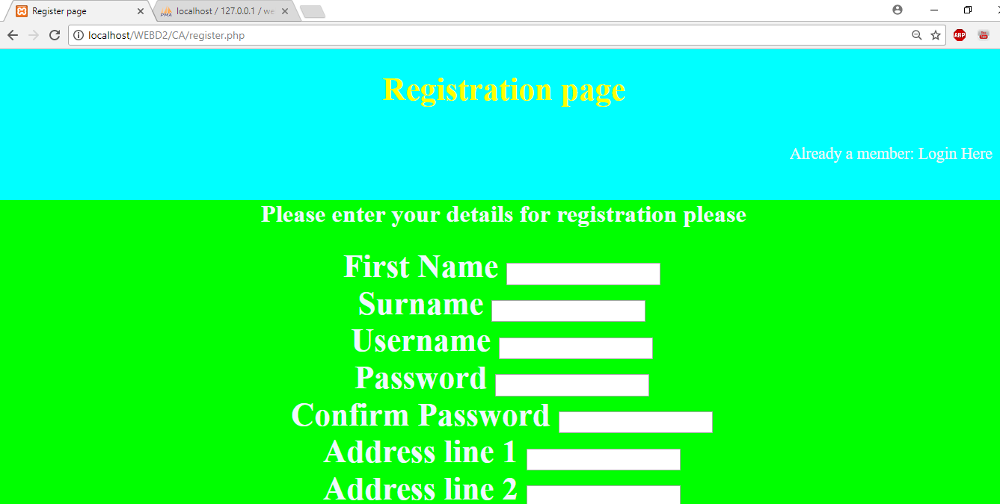 Register page
localhost / 127.0.0.1 / we
localhost/WEBD2/CA/register.php
ABP
Registration page
Already a member: Login Here
Please enter your details for registration please
First Name
Surname
Username
Password
Confirm Password
Address line 1
Address line 2